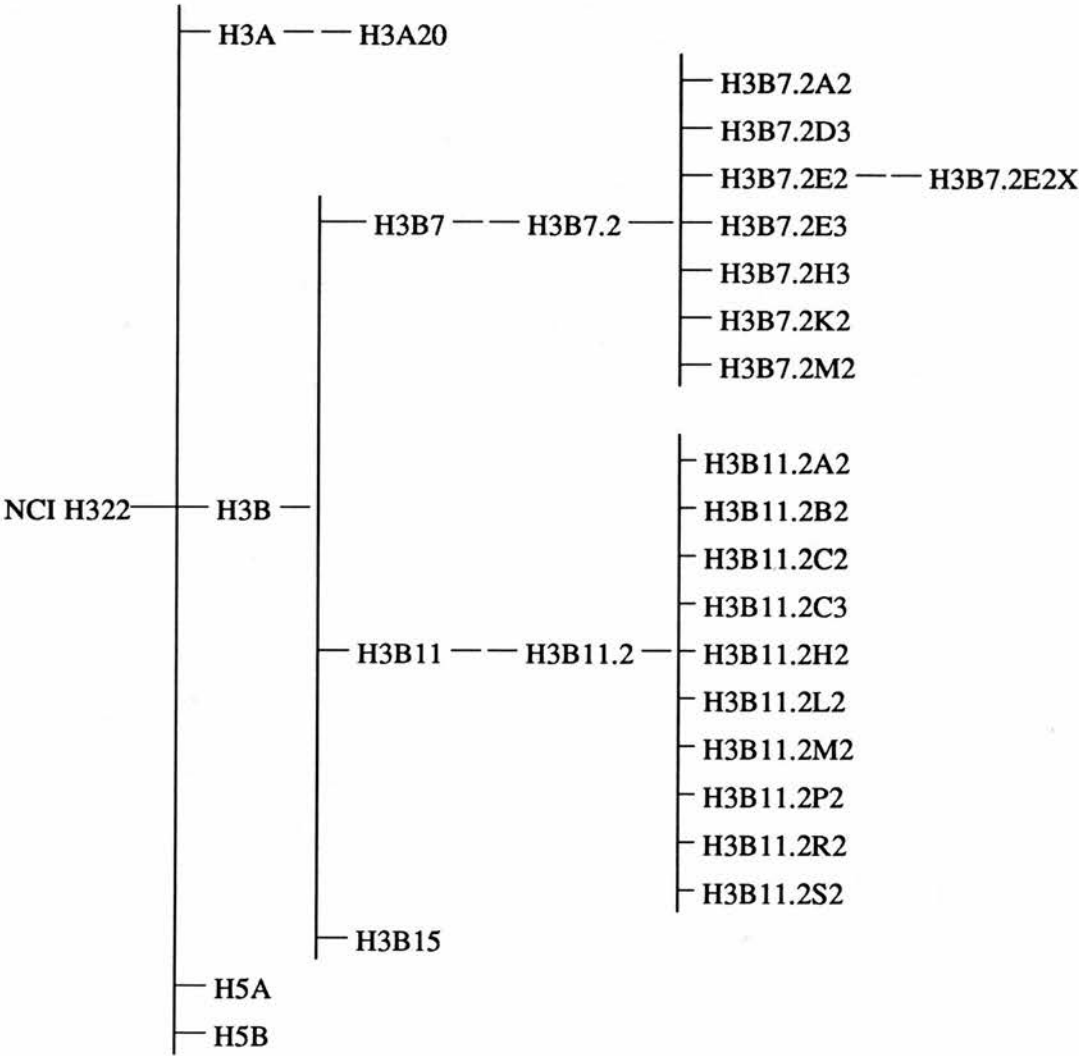 H3A H3A20
H3B7.2A2
H3B7.2D3
H3B7.2E2 H3B7.2E2X
H3B7 H3B7.2 H3B7.2E3
H3B7.2H3
H3B7.2K2
H3B7.2M2
H3B11.2A2
NCI H322 H3B H3B11.2B2
H3B11.2C2
H3B11.2C3
H3B11 H3B11.2 H3B11.2H2
H3B11.2L2
H3B11.2M2
H3B11.2P2
H3B11.2R2
H3B11.2S2
H3B15
H5A
H5B